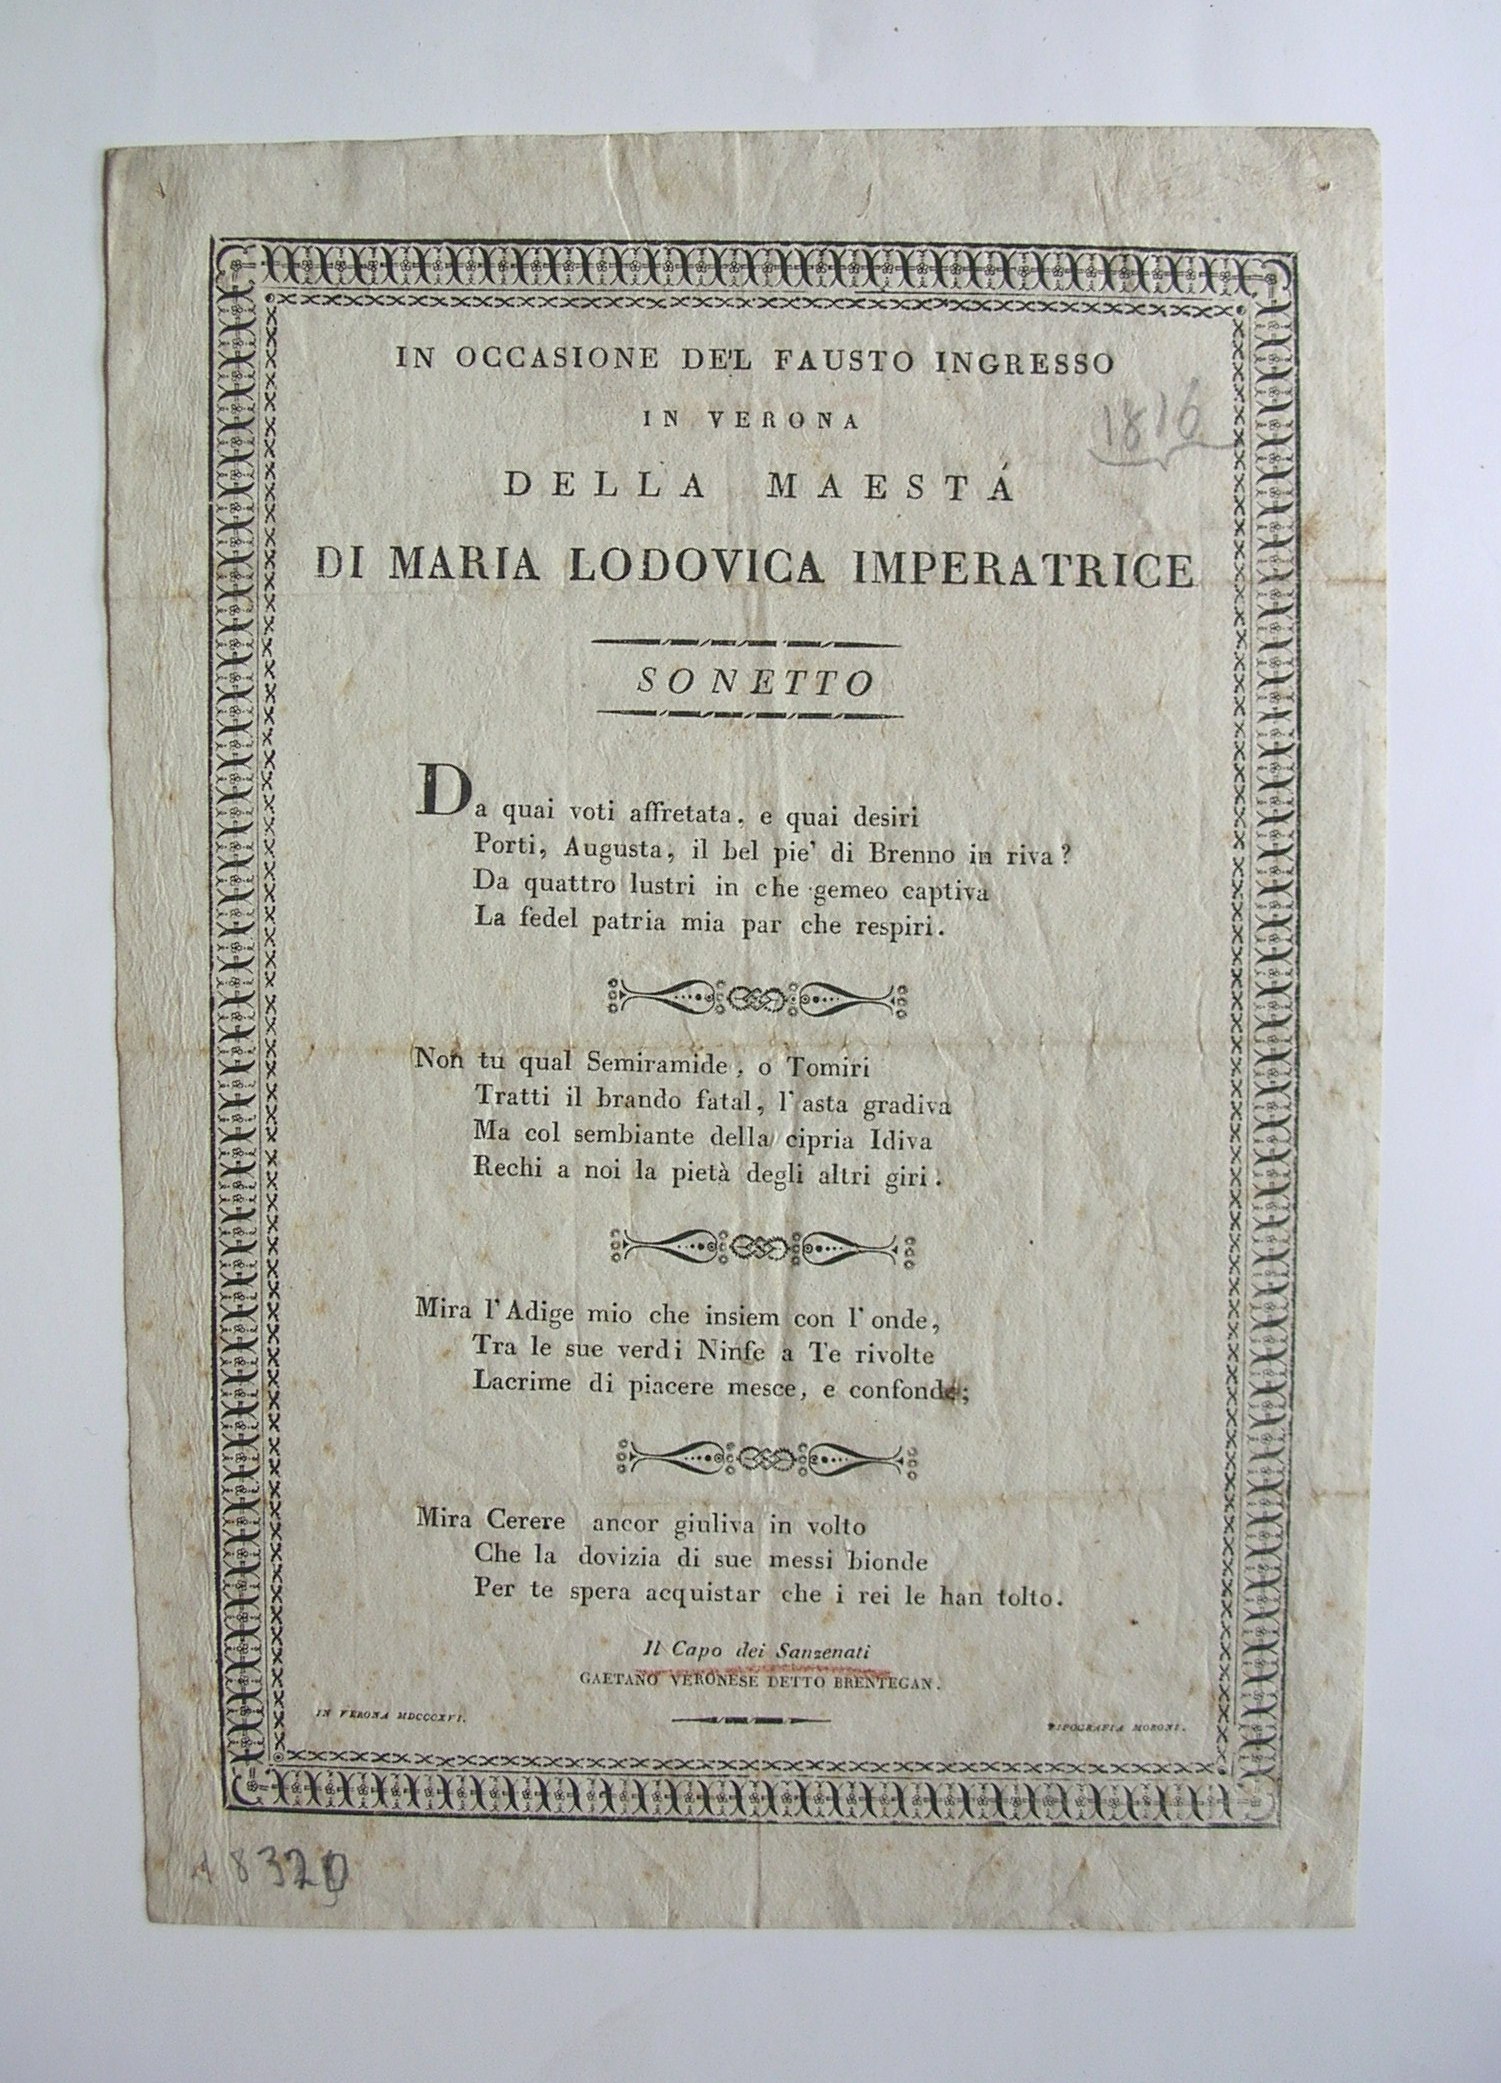 IN OCCASIONE DEL FAUSTO INGRESSO
IN VERONA
1816
DELLA MAESTÁ
DI MARIA LODOVICA IMPERATRICE
SONETTO
Da quai voti affretata, e quai desiri
Porti, Augusta, il bel pie' di Brenno in riva?
Da quattro lustri in che gemeo captiva
La fedel patria mia par che respiri.
Non tu qual Semiramide, o Tomiri
Tratti il brando fatal, l'asta gradiva
Ma col sembiante della cipria Idiva
Rechi a noi la pietà degli altri giri.
Mira l'Adige mio che insiem con l'onde,
Tra le sue verdi Ninfe a Te rivolte
Lacrime di piacere mesce, e confonde;
Mira Cerere ancor giuliva in volto
Che la dovizia di sue messi bionde
Per te spera acquistar che i rei le han tolto.
Il Capo dei Sanzenati
GAETANO VERONESE DETTO BRENTEGAN.
IN VERONA MDCCCXVI.
TIPOGRAFIA MORONI.